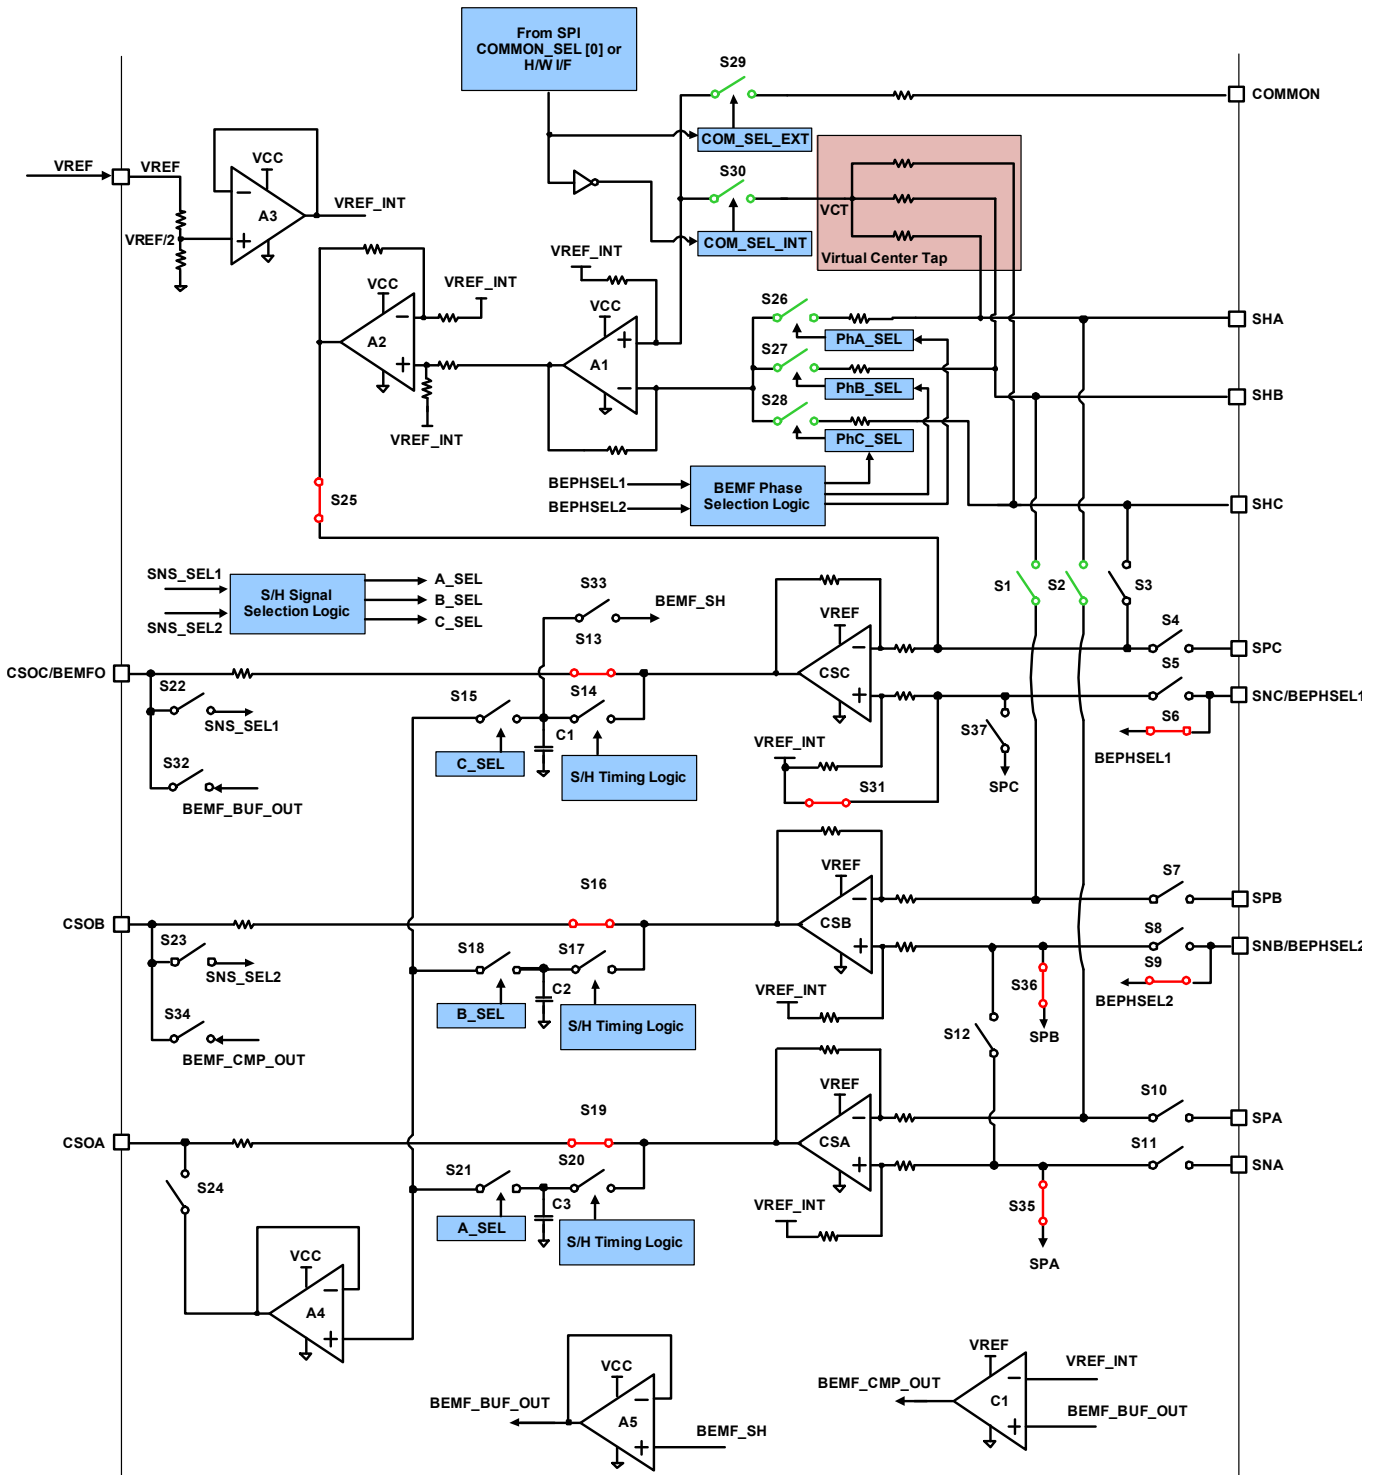 From SPI
COMMON_SEL [0] or
H/W I/F
S29
COMMON
COM_SEL_EXT
VREF
VREF
VCC
A3
VREF_INT
VREF/2
S30
VCT
COM_SEL_INT
Virtual Center Tap
VREF_INT
VREF_INT
VCC
A2
VREF_INT
VCC
A1
S26
SHA
PhA_SEL
S27
PhB_SEL
SHB
S28
PhC_SEL
BEPHSEL1
BEPHSEL2
BEMF Phase
Selection Logic
SHC
S25
SNS_SEL1
SNS_SEL2
S/H Signal
Selection Logic
A_SEL
B_SEL
C_SEL
S33
BEMF_SH
S13
S1
S2
S3
VREF
CSC
S4
SPC
S5
SNC/BEPHSEL1
S6
BEPHSEL1
CSOC/BEMFO
S22
SNS_SEL1
S32
BEMF_BUF_OUT
S15
S14
C1
C_SEL
S/H Timing Logic
VREF_INT
S31
S37
SPC
VREF
CSB
S7
SPB
S8
SNB/BEPHSEL2
S9
BEPHSEL2
S16
CSOB
S23
SNS_SEL2
S34
BEMF_CMP_OUT
S18
S17
C2
B_SEL
S/H Timing Logic
VREF_INT
S36
SPB
S12
VREF
CSA
S10
SPA
S11
SNA
S19
CSOA
S24
S21
S20
C3
A_SEL
S/H Timing Logic
VREF_INT
S35
SPA
VCC
A4
VCC
A5
BEMF_BUF_OUT
BEMF_SH
VREF
C1
VREF_INT
BEMF_CMP_OUT
BEMF_BUF_OUT